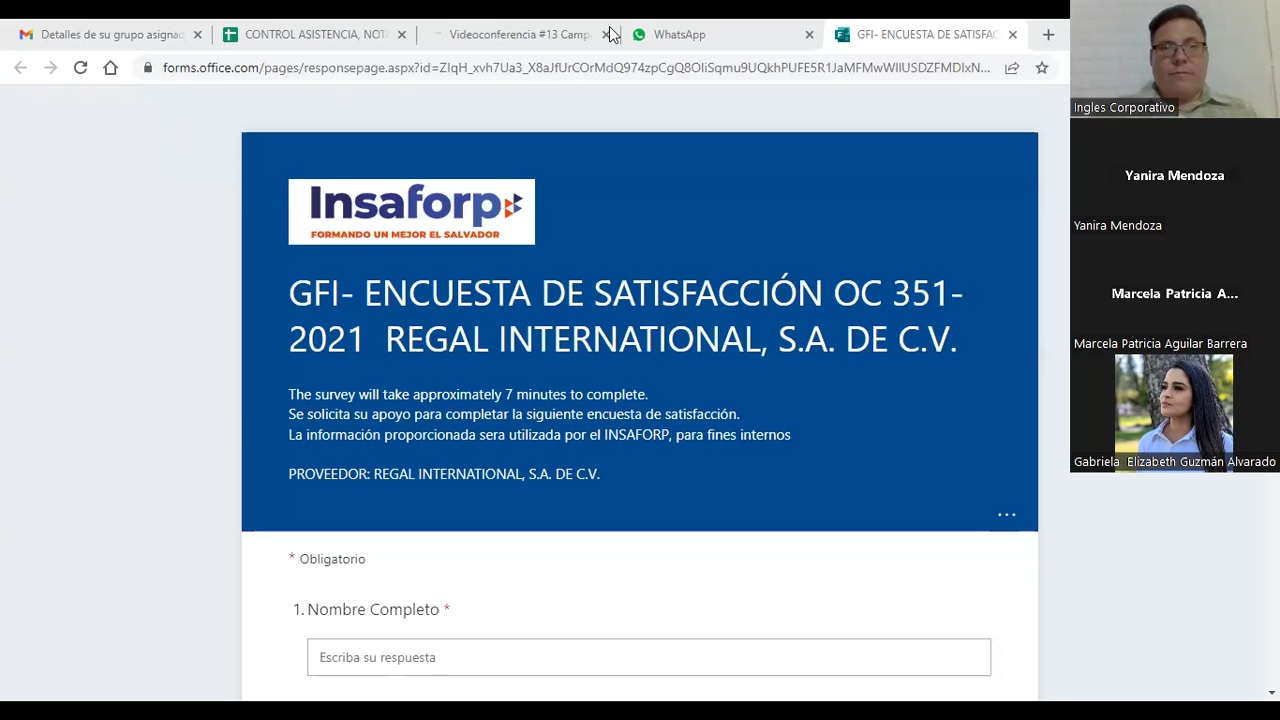 Detalles de su grupo asignac
CONTROL ASISTENCIA, NOT
Videoconferencia #13 Camp
WhatsApp
GFI- ENCUESTA DE SATISFAC
forms.office.com/pages/responsepage.aspx?id=ZIqH_xvh7Ua3_X8aJfUrCOrMdQ974zpCgQ8OIiSqmu9UQkhPUFE5R1JaMFMwWlIUSDZFMDIxN...
Insaforp
FORMANDO UN MEJOR EL SALVADOR
GFI- ENCUESTA DE SATISFACCIÓN OC 351-
2021 REGAL INTERNATIONAL, S.A. DE C.V.
The survey will take approximately 7 minutes to complete.
Se solicita su apoyo para completar la siguiente encuesta de satisfacción.
La información proporcionada sera utilizada por el INSAFORP, para fines internos
PROVEEDOR: REGAL INTERNATIONAL, S.A. DE C.V.
...
* Obligatorio
1. Nombre Completo *
Escriba su respuesta
Ingles Corporativo
Yanira Mendoza
Yanira Mendoza
Marcela Patricia A...
Marcela Patricia Aguilar Barrera
Gabriela Elizabeth Guzmán Alvarado